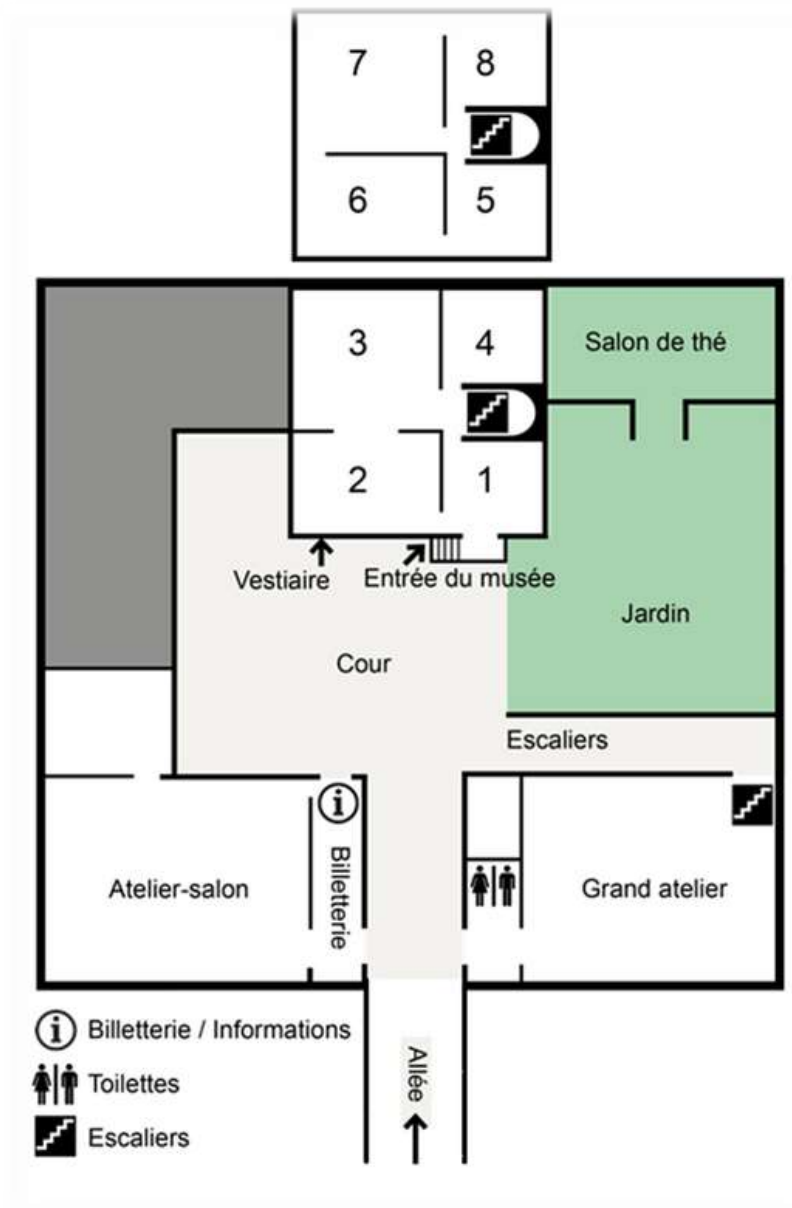 7
8
6
5
3
4
Salon de thé
2
1
Vestiaire
Entrée du musée
Jardin
Cour
Escaliers
i
Billetterie
Atelier-salon
Grand atelier
i Billetterie / Informations
Toilettes
Escaliers
Allée